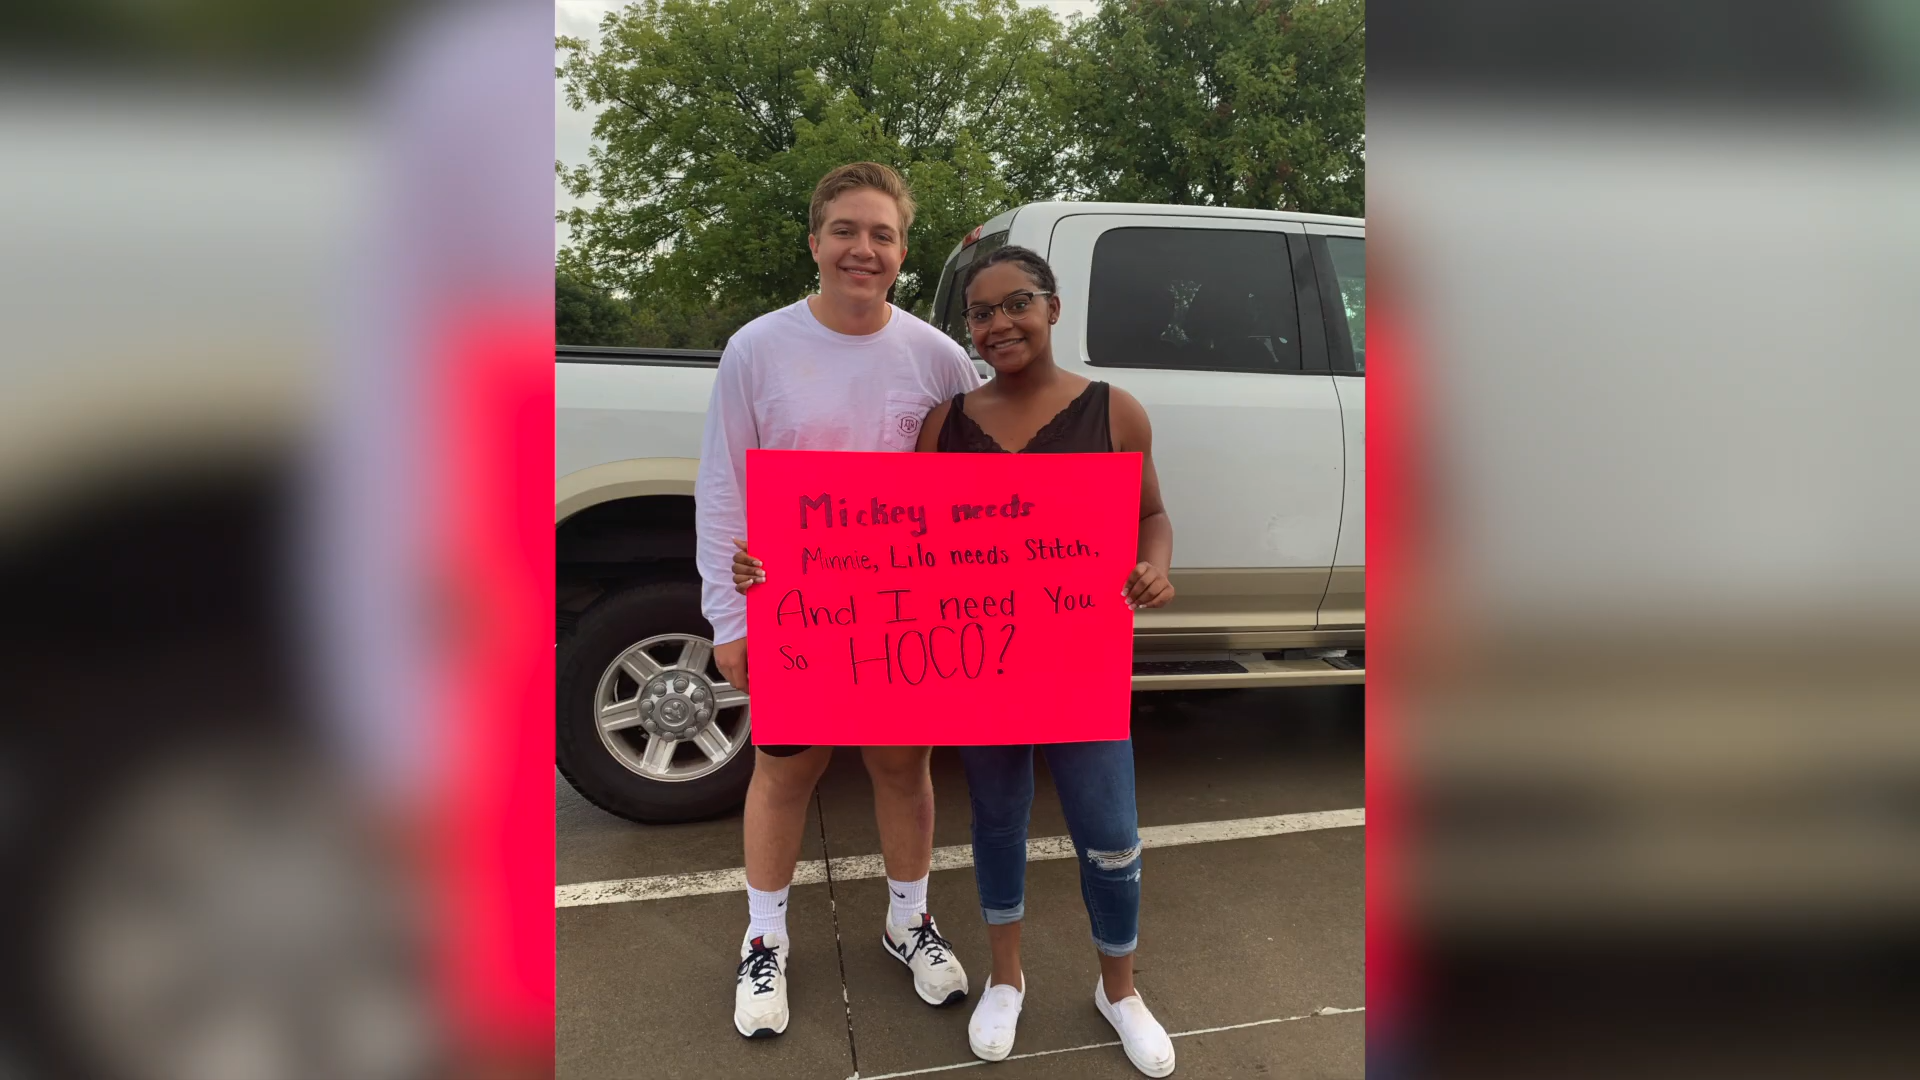 Mickey needs
Minnie, Lilo needs Stitch,
And I need You
So HOCO?